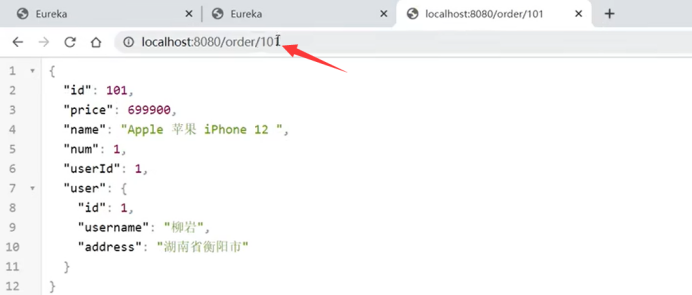 Eureka
Eureka
localhost:8080/order/101
localhost:8080/order/101
1 {
2 "id": 101,
3 "price": 699900,
4 "name": "Apple 苹果 iPhone 12 ",
5 "num": 1,
6 "userId": 1,
7 "user": {
8 "id": 1,
9 "username": "柳岩",
10 "address": "湖南省衡阳市"
11 }
12 }